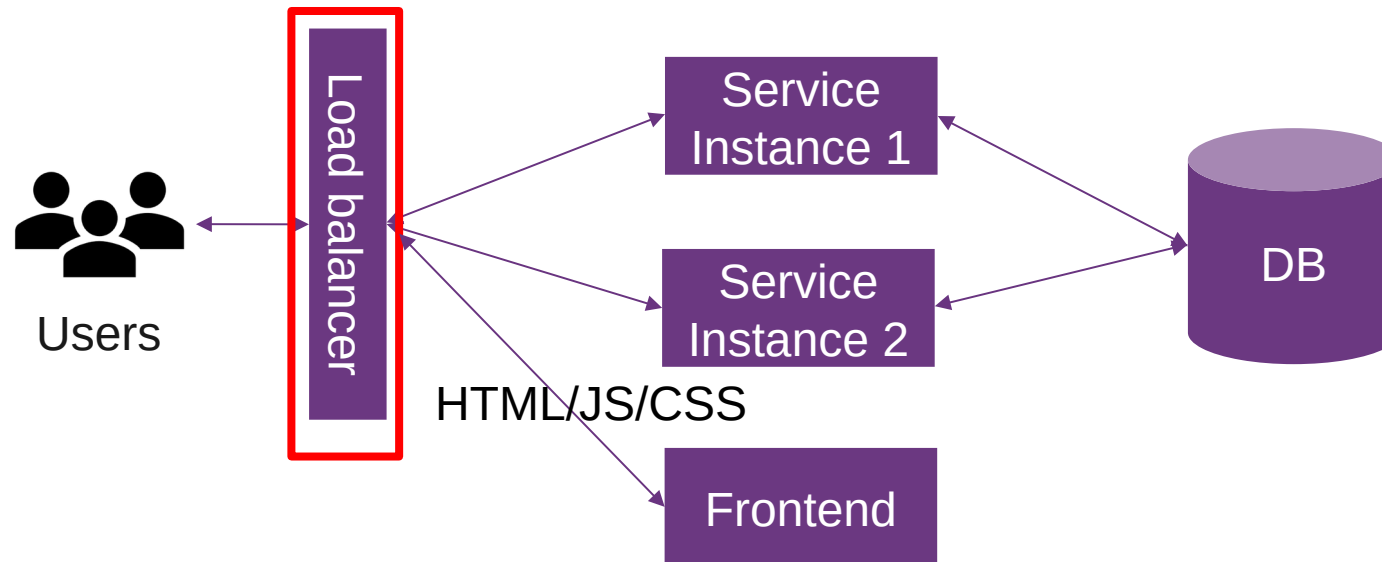 Load balancer
Service
Instance 1
Service
Instance 2
DB
Users
HTML/JS/CSS
Frontend